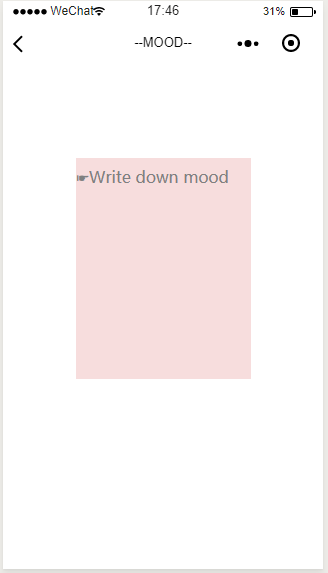 WeChat 17:46 31%
--MOOD--
☛Write down mood